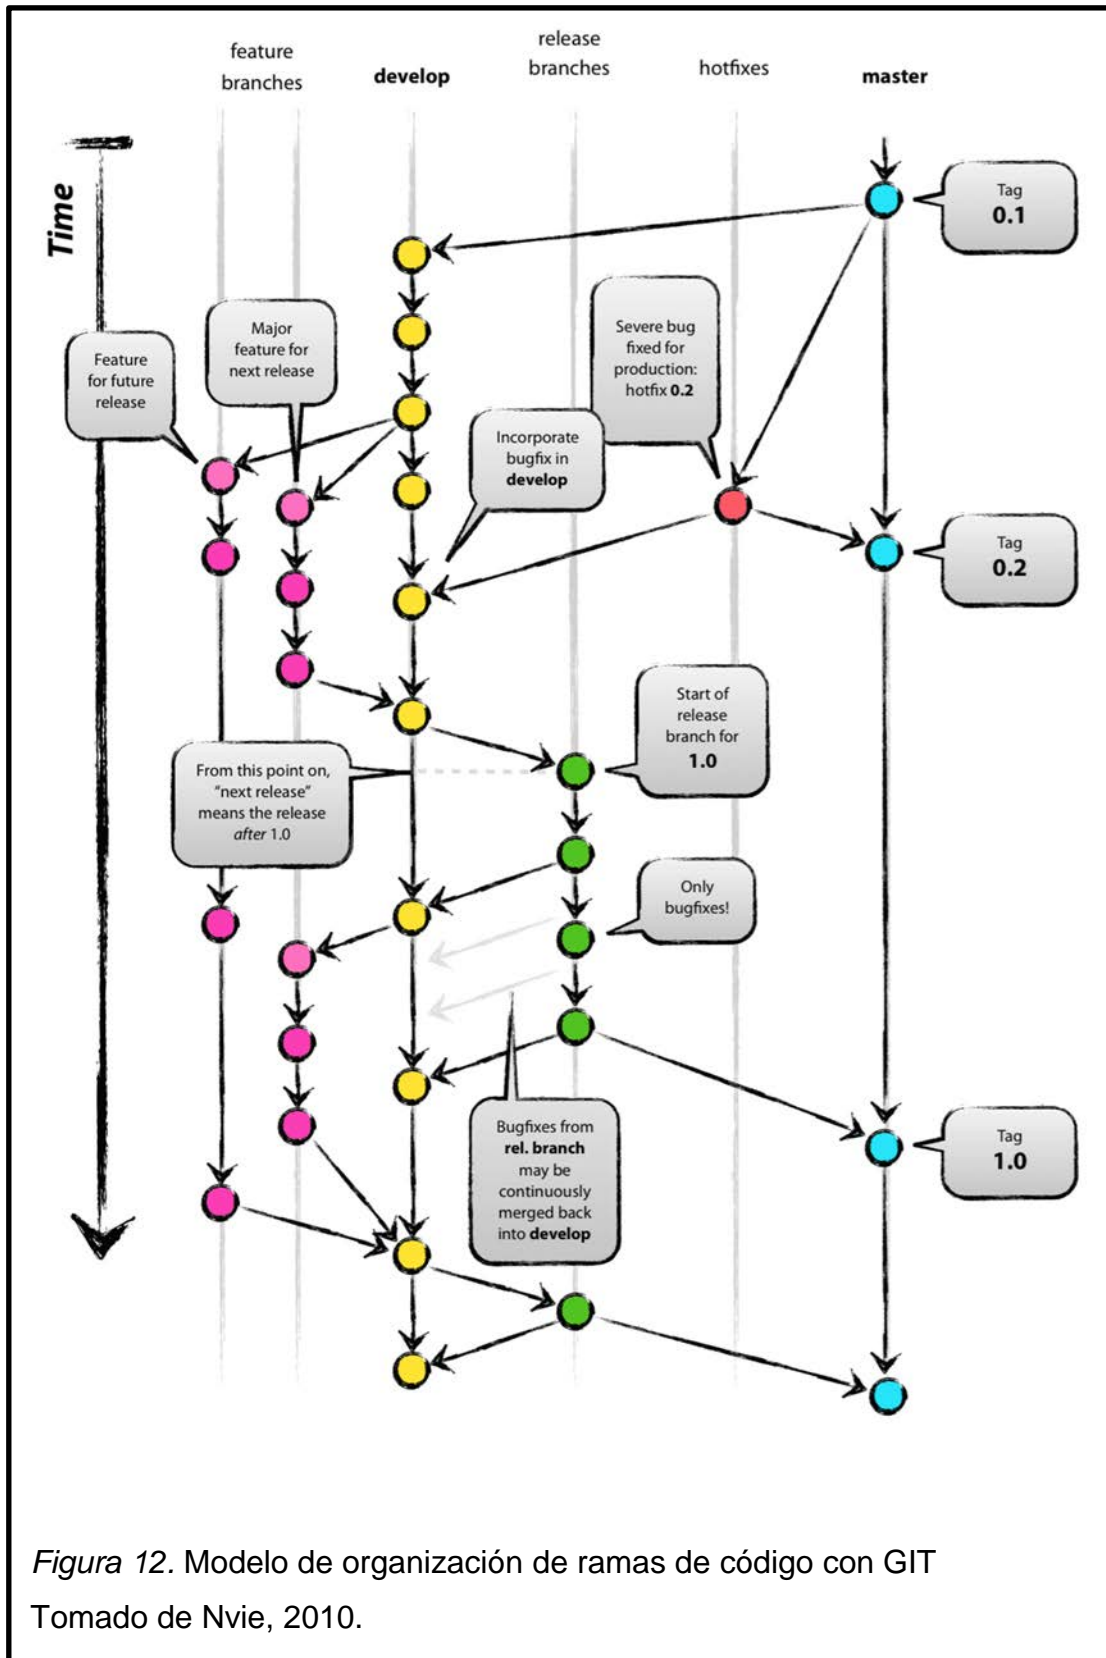 feature
branches
develop
release
branches
hotfixes
master
Time
Tag
0.1
Feature
for future
release
Major
feature for
next release
Severe bug
fixed for
production:
hotfix 0.2
Incorporate
bugfix in
develop
Tag
0.2
Start of
release
branch for
1.0
From this point on,
“next release”
means the release
after 1.0
Only
bugfixes!
Bugfixes from
rel. branch
may be
continuously
merged back
into develop
Tag
1.0
Figura 12. Modelo de organización de ramas de código con GIT
Tomado de Nvie, 2010.